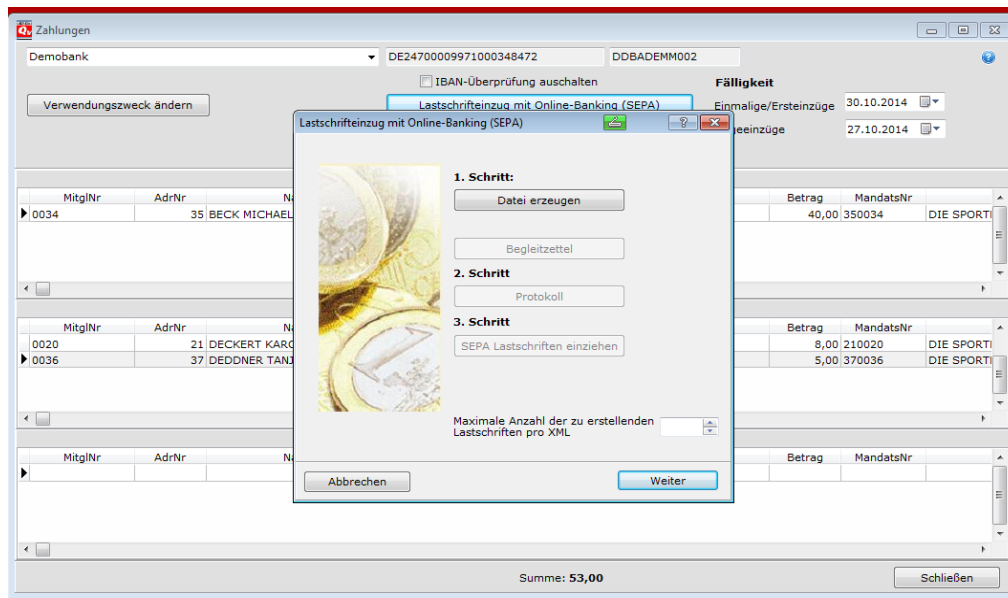 Zahlungen
Demobank DE24700009971000348472 DDBADEMM002
IBAN-Überprüfung auschalten Fälligkeit
Verwendungszweck ändern Lastschrifteinzug mit Online-Banking (SEPA) Einmalige/Ersteinzüge 30.10.2014
27.10.2014
Lastschrifteinzug mit Online-Banking (SEPA)
1. Schritt:
Datei erzeugen
Begleitzettel
2. Schritt
Protokoll
3. Schritt
SEPA Lastschriften einziehen
Maximale Anzahl der zu erstellenden
Lastschriften pro XML
Abbrechen Weiter
MitglNr AdrNr Betrag MandatsNr
0034 35 BECK MICHAEL 40,00 350034 DIE SPORT
MitglNr AdrNr Betrag MandatsNr
0020 21 DECKERT KARO 8,00 210020 DIE SPORT
0036 37 DEDDNER TANJ 5,00 370036 DIE SPORT
MitglNr AdrNr Betrag MandatsNr
Summe: 53,00
Schließen